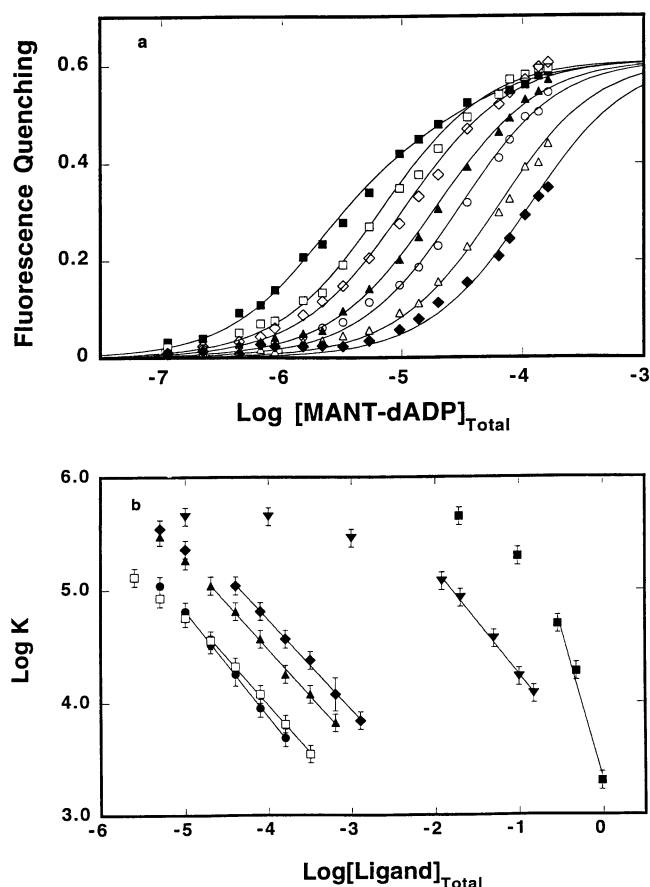 a
Fluorescence Quenching
0.6
0.4
0.2
0
-7 -6 -5 -4 -3
Log [MANT-dADP]Total
b
Log K
6.0
5.0
4.0
3.0
-6 -5 -4 -3 -2 -1 0
Log[Ligand]Total